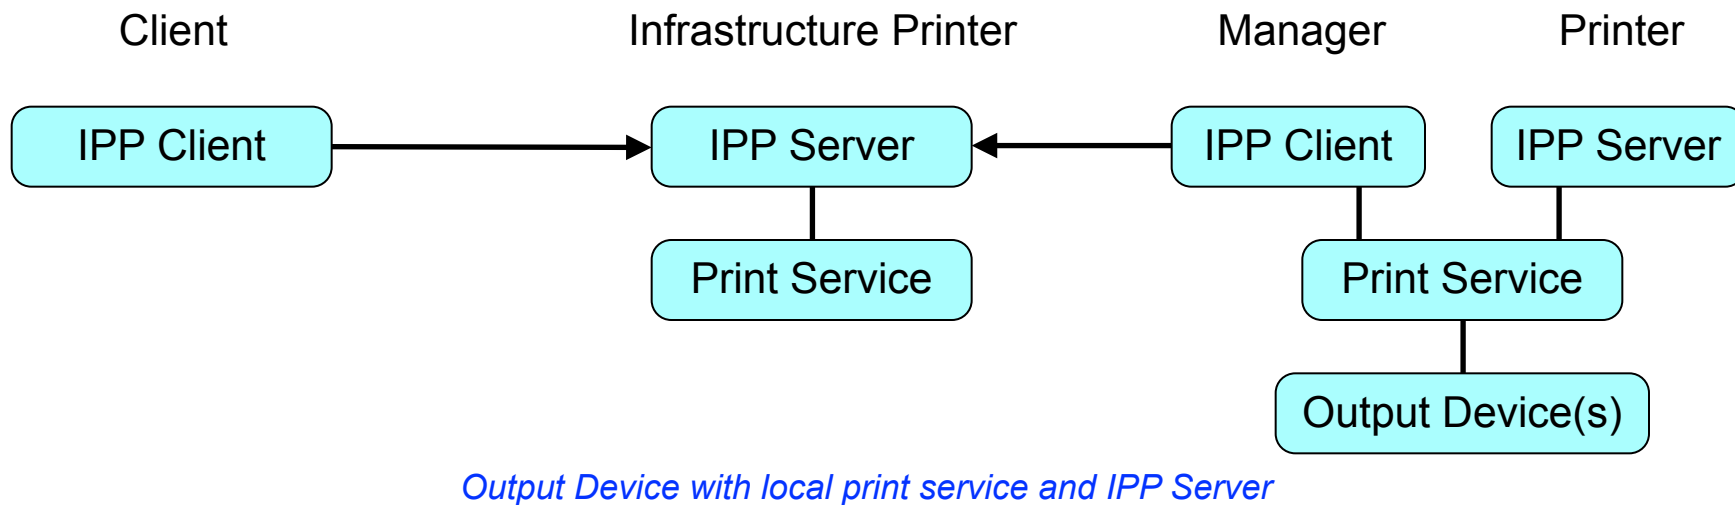 Client Infrastructure Printer Manager Printer
IPP Client IPP Server IPP Client IPP Server
Print Service Print Service
Output Device(s)
Output Device with local print service and IPP Server